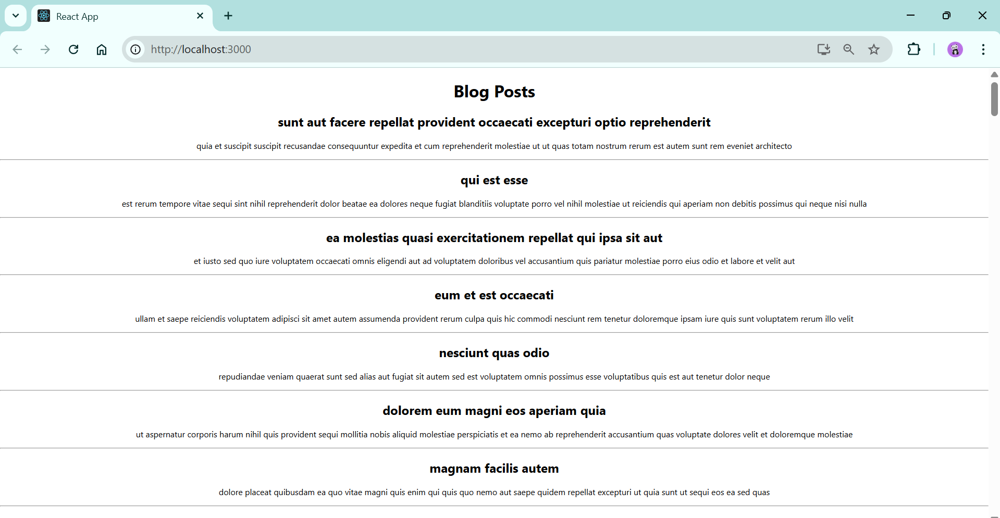 React App
http://localhost:3000
Blog Posts
sunt aut facere repellat provident occaecati excepturi optio reprehenderit
quia et suscipit suscipit recusandae consequuntur expedita et cum reprehenderit molestiae ut ut quas totam nostrum rerum est autem sunt rem eveniet architecto
qui est esse
est rerum tempore vitae sequi sint nihil reprehenderit dolor beatae ea dolores neque fugiat blanditiis voluptate porro vel nihil molestiae ut reiciendis qui aperiam non debitis possimus qui neque nisi nulla
ea molestias quasi exercitationem repellat qui ipsa sit aut
et iusto sed quo iure voluptatem occaecati omnis eligendi aut ad voluptatem doloribus vel accusantium quis pariatur molestiae porro eius odio et labore et velit aut
eum et est occaecati
ullam et saepe reiciendis voluptatem adipisci sit amet autem assumenda provident rerum culpa quis hic commodi nesciunt rem tenetur doloremque ipsam iure quis sunt voluptatem rerum illo velit
nesciunt quas odio
repudiandae veniam quaerat sunt sed alias aut fugiat sit autem sed est voluptatem omnis possimus esse voluptatibus quis est aut tenetur dolor neque
dolorem eum magni eos aperiam quia
ut aspernatur corporis harum nihil quis provident sequi mollitia nobis aliquid molestiae perspiciatis et ea nemo ab reprehenderit accusantium quas voluptate dolores velit et doloremque molestiae
magnam facilis autem
dolore placeat quibusdam ea quo vitae magni quis enim qui quis quo nemo aut saepe quidem repellat excepturi ut quia sunt ut sequi eos ea sed quas